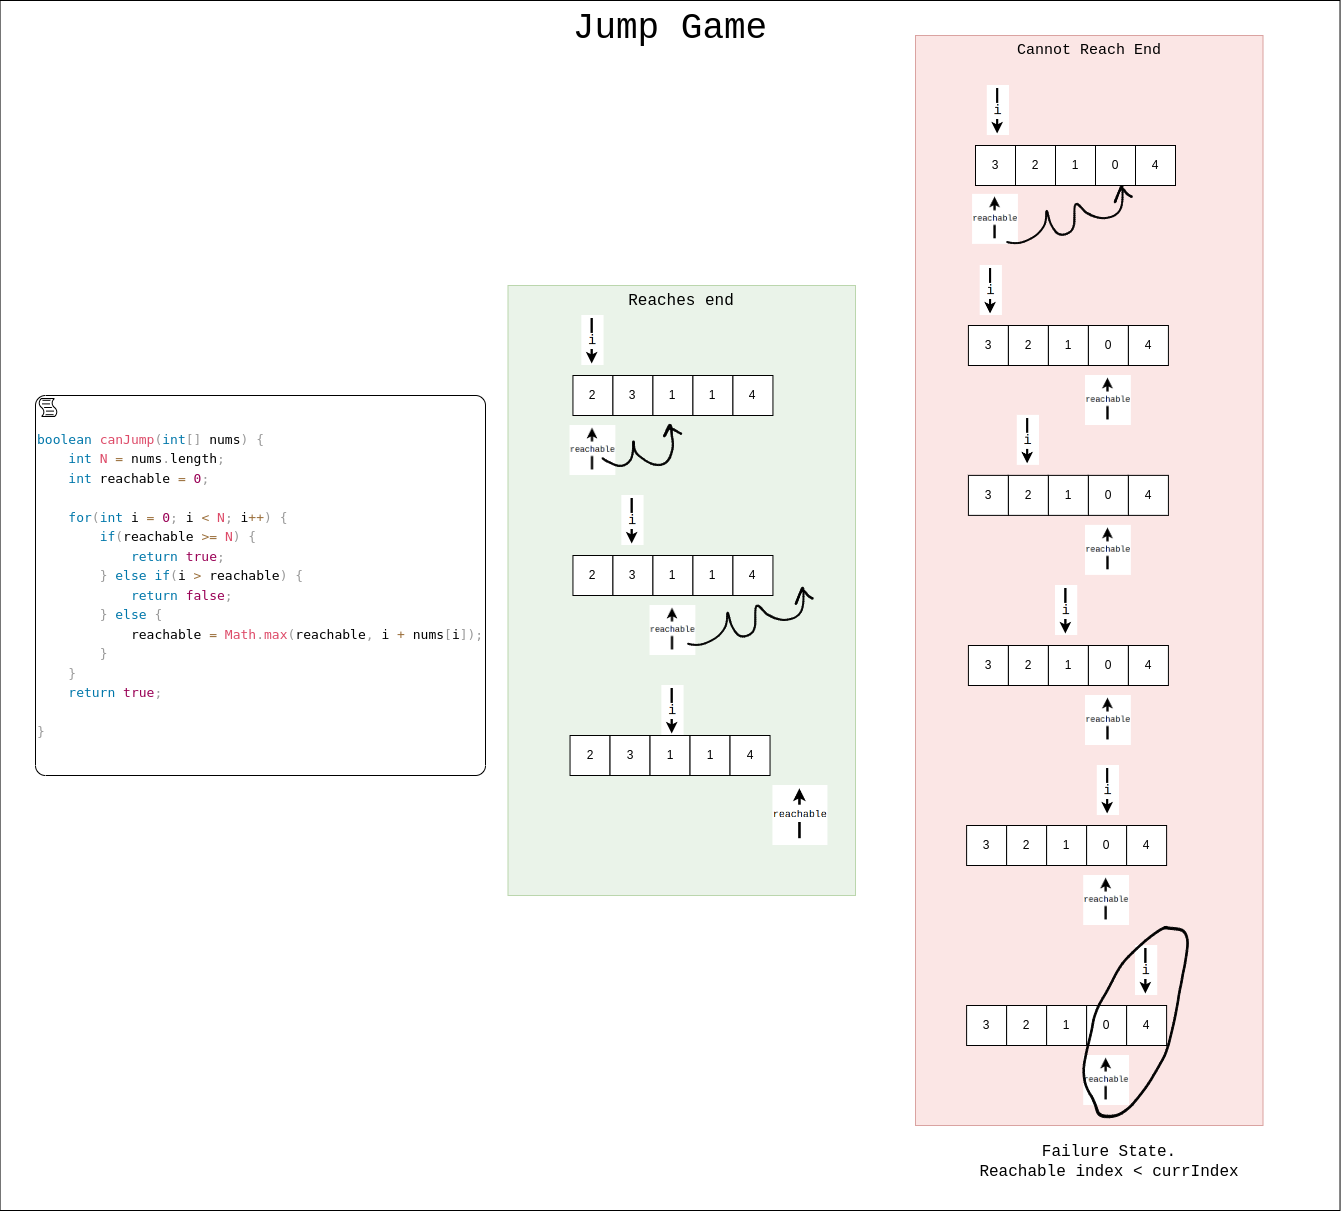 Jump Game
boolean canJump(int[] nums) {
    int N = nums.length;
    int reachable = 0;

    for(int i = 0; i < N; i++) {
        if(reachable >= N) {
            return true;
        } else if(i > reachable) {
            return false;
        } else {
            reachable = Math.max(reachable, i + nums[i]);
        }
    }
    return true;

}
Reaches end
i
2 3 1 1 4
reachable
i
2 3 1 1 4
reachable
i
2 3 1 1 4
reachable
Cannot Reach End
i
3 2 1 0 4
reachable
i
3 2 1 0 4
reachable
i
3 2 1 0 4
reachable
i
3 2 1 0 4
reachable
i
3 2 1 0 4
reachable
i
3 2 1 0 4
reachable
Failure State.
Reachable index < currIndex